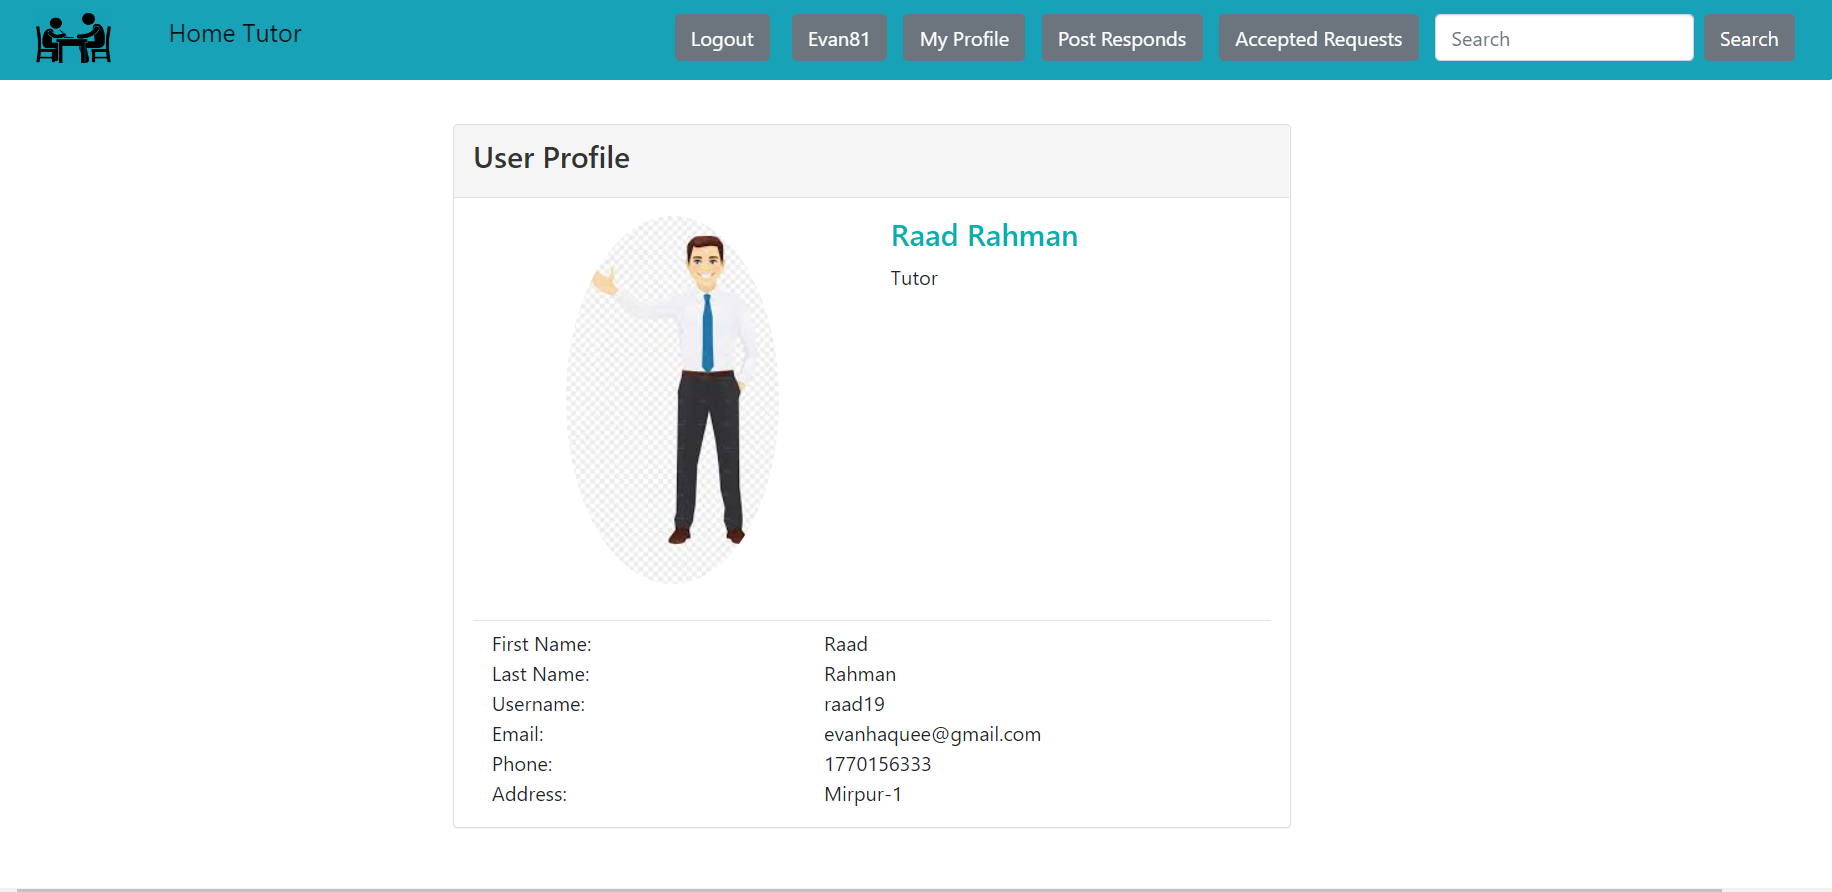 Home Tutor
Logout
Evan81
My Profile
Post Responds
Accepted Requests
Search
Search
User Profile
Raad Rahman
Tutor
First Name: Raad
Last Name: Rahman
Username: raad19
Email: evanhaquee@gmail.com
Phone: 1770156333
Address: Mirpur-1